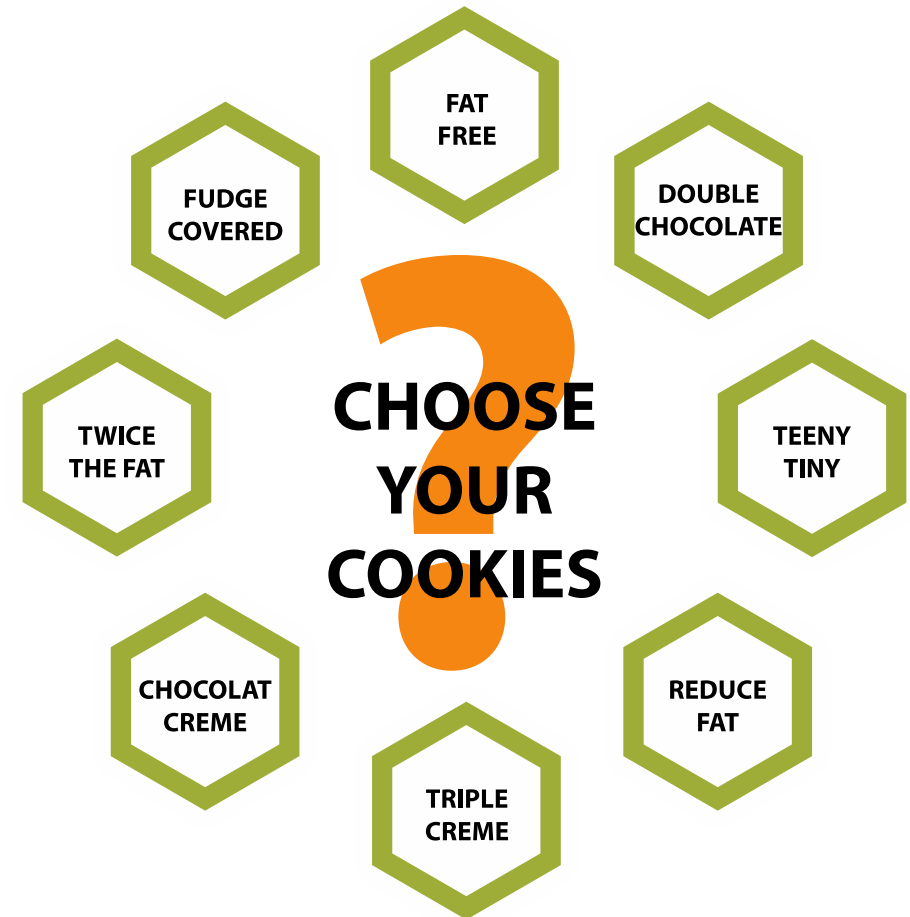 FAT
FREE
FUDGE
COVERED
DOUBLE
CHOCOLATE
CHOOSE
YOUR
COOKIES
TWICE
THE FAT
TEENY
TINY
CHOCOLAT
CREME
REDUCE
FAT
TRIPLE
CREME